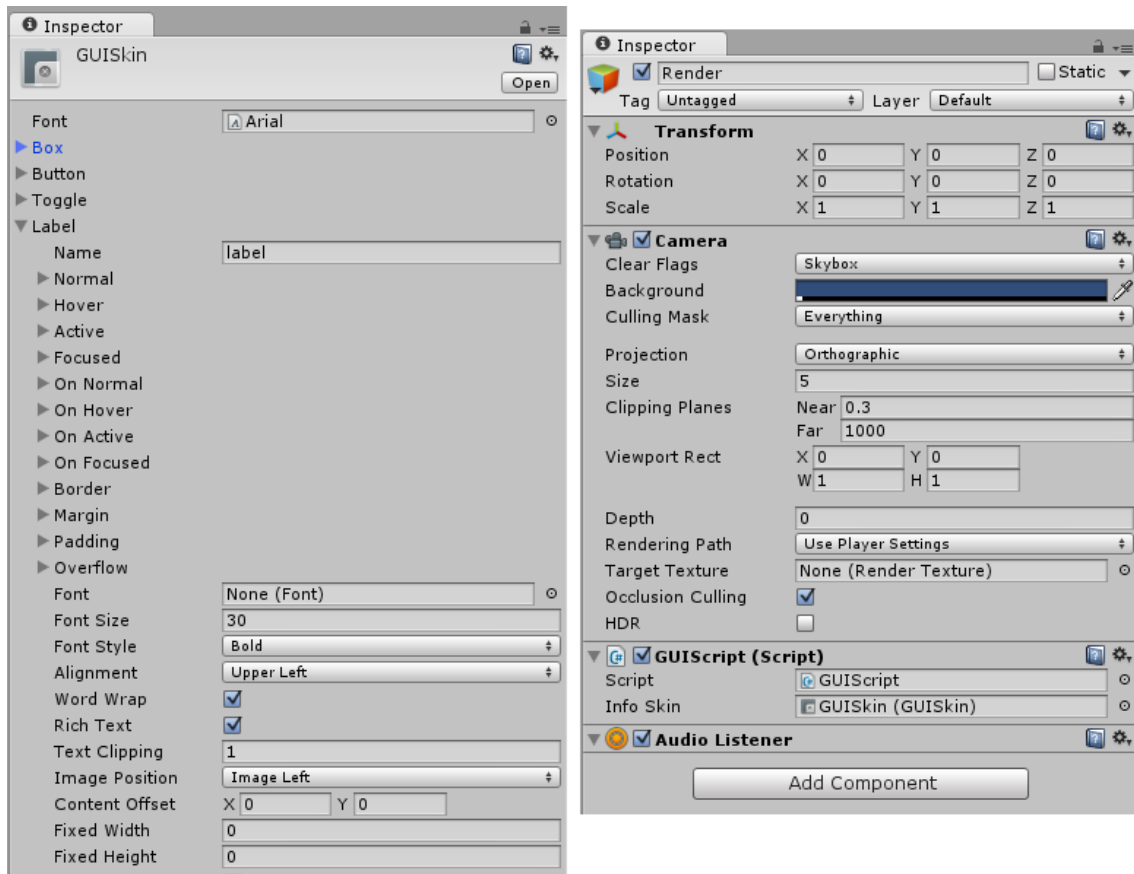 Inspector
GUISkin
Open
Font Arial
Box
Button
Toggle
Label
Name label
Normal
Hover
Active
Focused
On Normal
On Hover
On Active
On Focused
Border
Margin
Padding
Overflow
Font None (Font)
Font Size 30
Font Style Bold
Alignment Upper Left
Word Wrap
Rich Text
Text Clipping 1
Image Position Image Left
Content Offset X 0 Y 0
Fixed Width 0
Fixed Height 0
Inspector
Render Static
Tag Untagged Layer Default
Transform
Position X 0 Y 0 Z 0
Rotation X 0 Y 0 Z 0
Scale X 1 Y 1 Z 1
Camera
Clear Flags Skybox
Background
Culling Mask Everything
Projection Orthographic
Size 5
Clipping Planes Near 0.3
Far 1000
Viewport Rect X 0 Y 0
W 1 H 1
Depth 0
Rendering Path Use Player Settings
Target Texture None (Render Texture)
Occlusion Culling
HDR
GUIScript (Script)
Script GUIScript
Info Skin GUISkin (GUISkin)
Audio Listener
Add Component